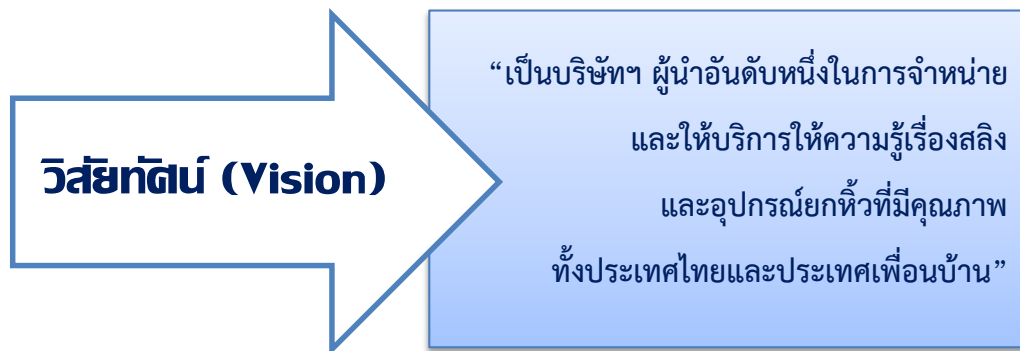 วิสัยทัศน์ (Vision)
“เป็นบริษัทฯ ผู้นำอันดับหนึ่งในการจำหน่าย
และให้บริการให้ความรู้เรื่องสลิง
และอุปกรณ์ยกหิ้วที่มีคุณภาพ
ทั้งประเทศไทยและประเทศเพื่อนบ้าน”